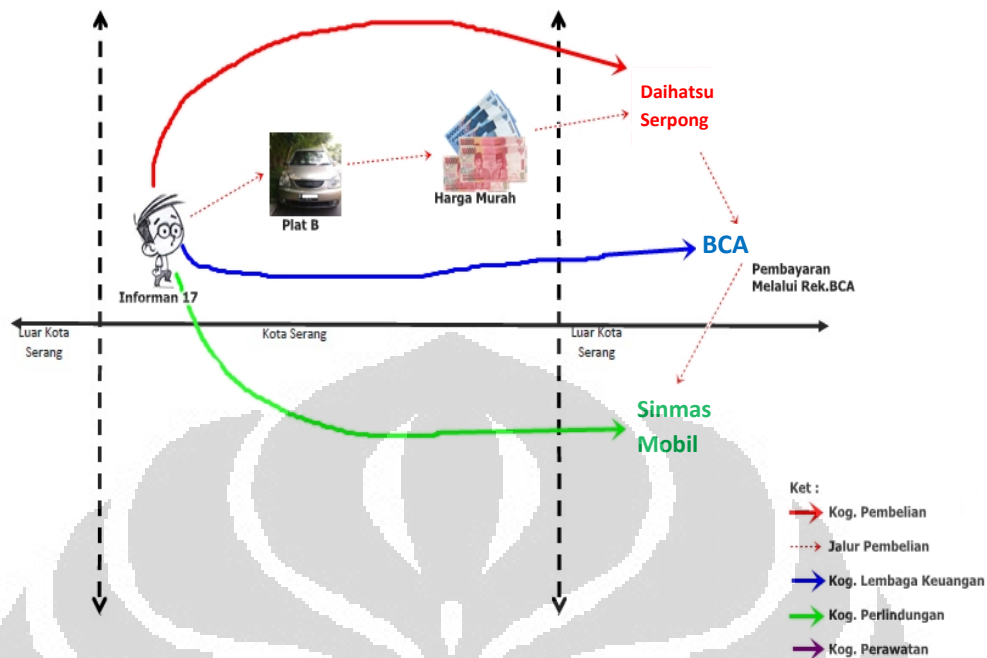 Daihatsu
Serpong
Harga Murah
Plat B
BCA
Pembayaran
Melalui Rek.BCA
Informan 17
Luar Kota
Serang
Kota Serang
Luar Kota
Serang
Sinmas
Mobil
Ket :
Kog. Pembelian
Jalur Pembelian
Kog. Lembaga Keuangan
Kog. Perlindungan
Kog. Perawatan